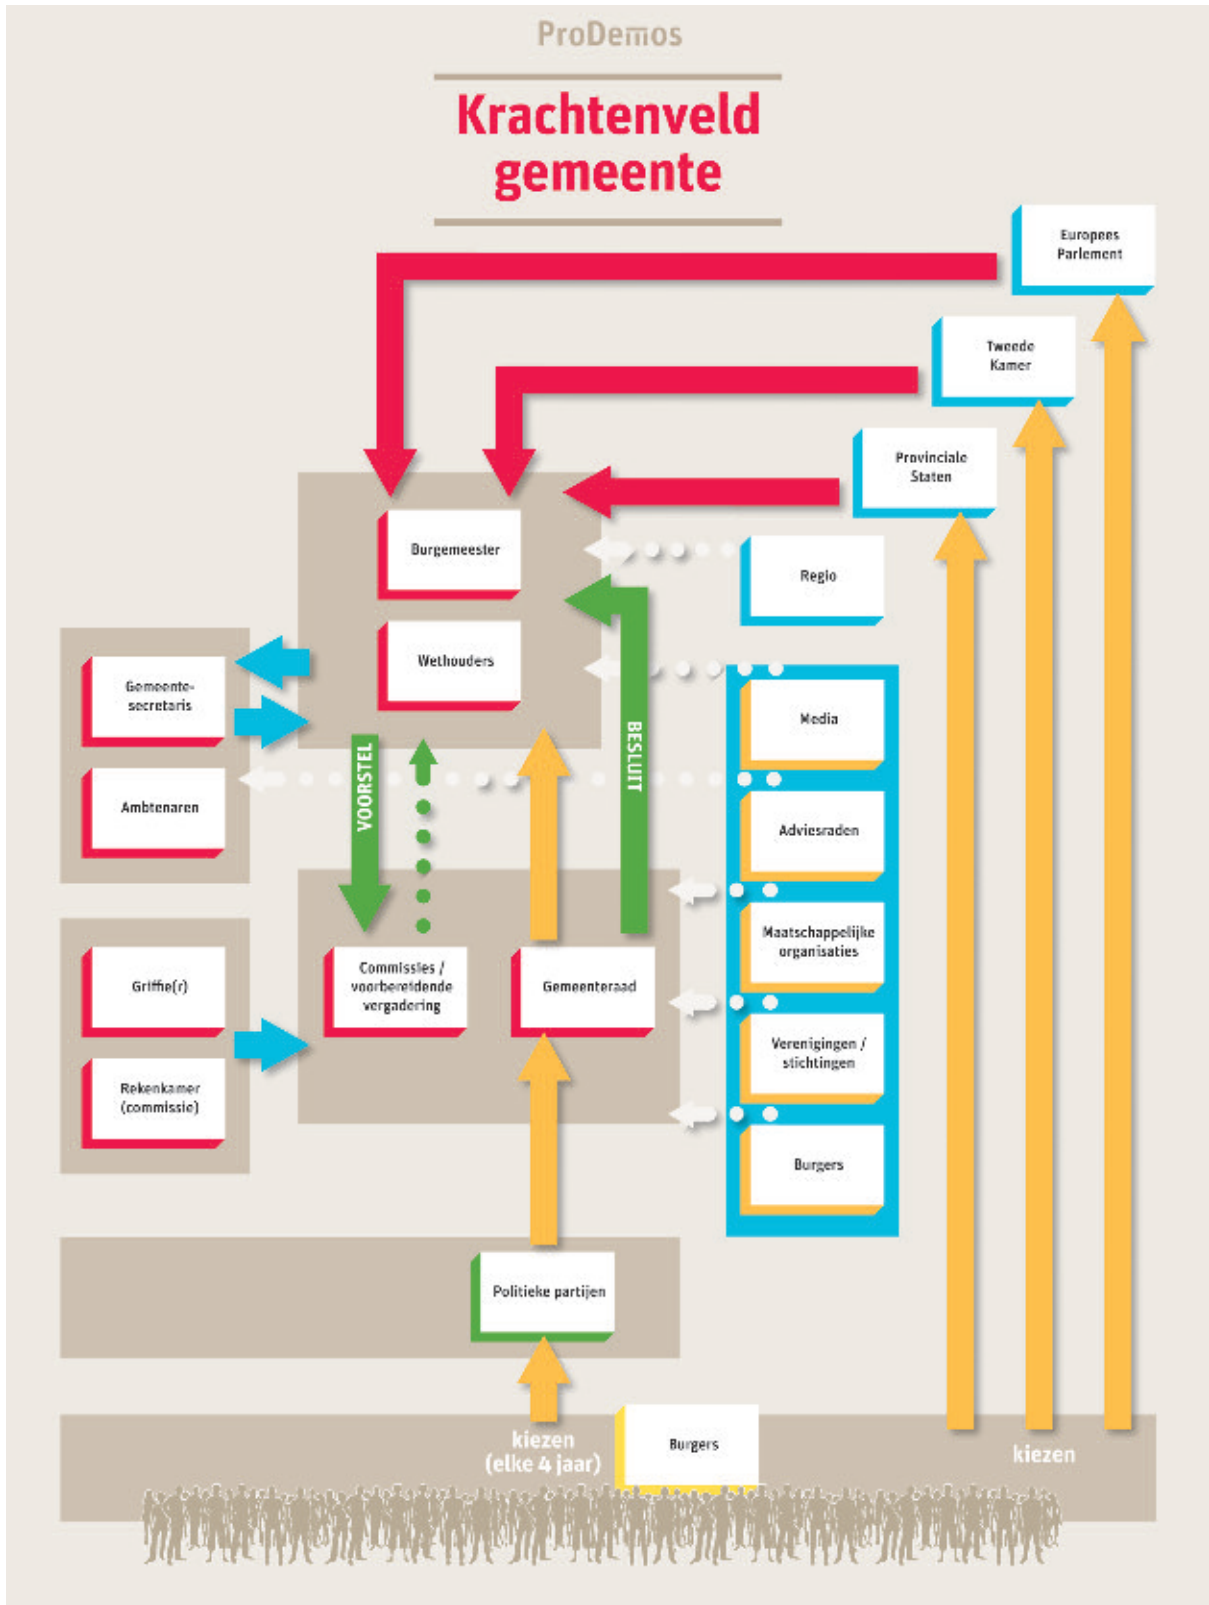 ProDemos
Krachtenveld
gemeente
Europees
Parlement
Tweede
Kamer
Provinciale
Staten
Burgemeester
Regio
Wethouders
Gemeente-
secretaris
Media
BESLUIT
VOORSTEL
Ambtenaren
Adviesraden
Maatschappelijke
organisaties
Griffie(r)
Commissies /
voorbereidende
vergadering
Gemeenteraad
Verenigingen /
stichtingen
Rekenkamer
(commissie)
Burgers
Politieke partijen
kiezen
(elke 4 jaar)
Burgers
kiezen